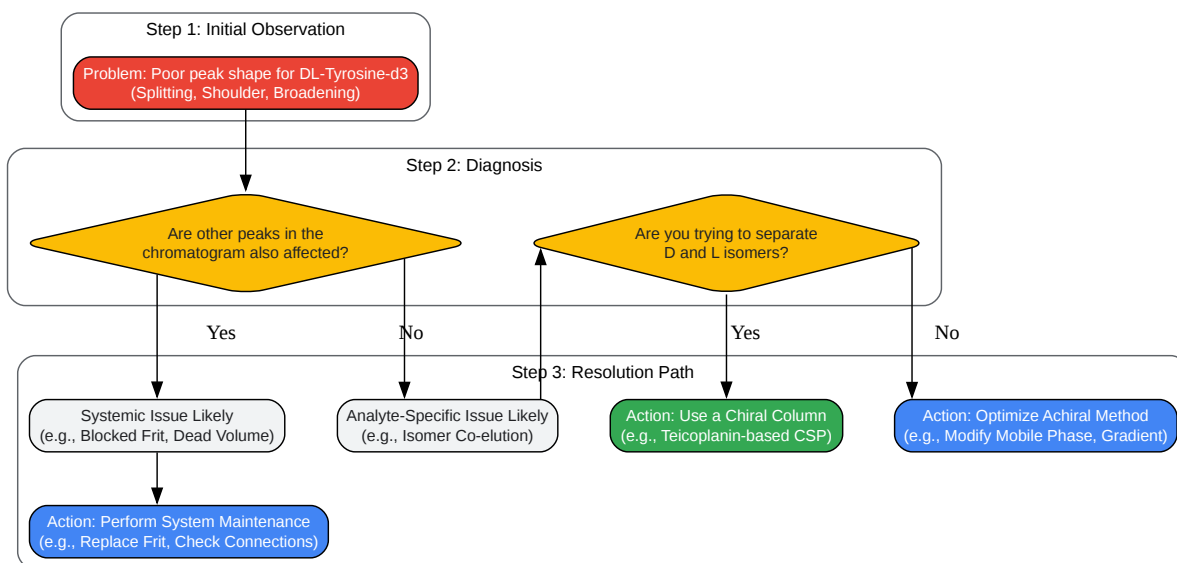 Step 1: Initial Observation
Problem: Poor peak shape for DL-Tyrosine-d3
(Splitting, Shoulder, Broadening)
Step 2: Diagnosis
Are other peaks in the
chromatogram also affected?
Are you trying to separate
D and L isomers?
Yes
No
Yes
No
Step 3: Resolution Path
Systemic Issue Likely
(e.g., Blocked Frit, Dead Volume)
Analyte-Specific Issue Likely
(e.g., Isomer Co-elution)
Action: Use a Chiral Column
(e.g., Teicoplanin-based CSP)
Action: Optimize Achiral Method
(e.g., Modify Mobile Phase, Gradient)
Action: Perform System Maintenance
(e.g., Replace Frit, Check Connections)